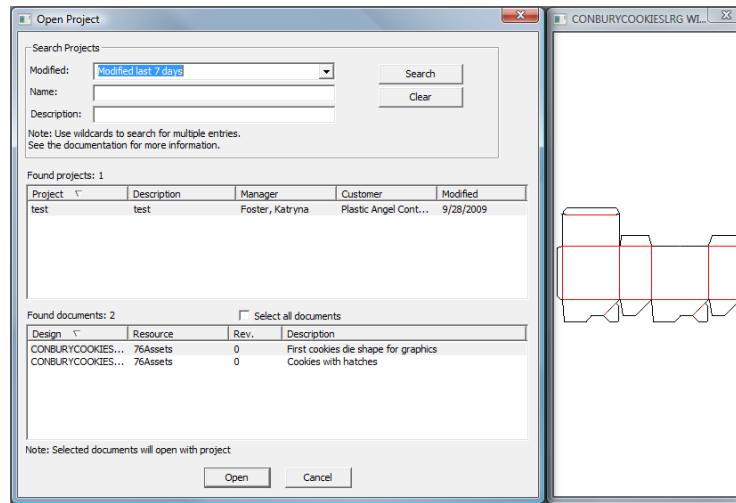 Open Project
Search Projects
Modified: Modified last 7 days
Search
Name:
Clear
Description:
Note: Use wildcards to search for multiple entries.
See the documentation for more information.
Found projects: 1
Project Description Manager Customer Modified
test test Foster, Katryna Plastic Angel Cont... 9/28/2009
Found documents: 2 Select all documents
Design Resource Rev. Description
CONBURYCOOKIES... 76Assets 0 First cookies die shape for graphics
CONBURYCOOKIES... 76Assets 0 Cookies with hatches
Note: Selected documents will open with project
Open Cancel
CONBURYCOOKIESLRG WI...